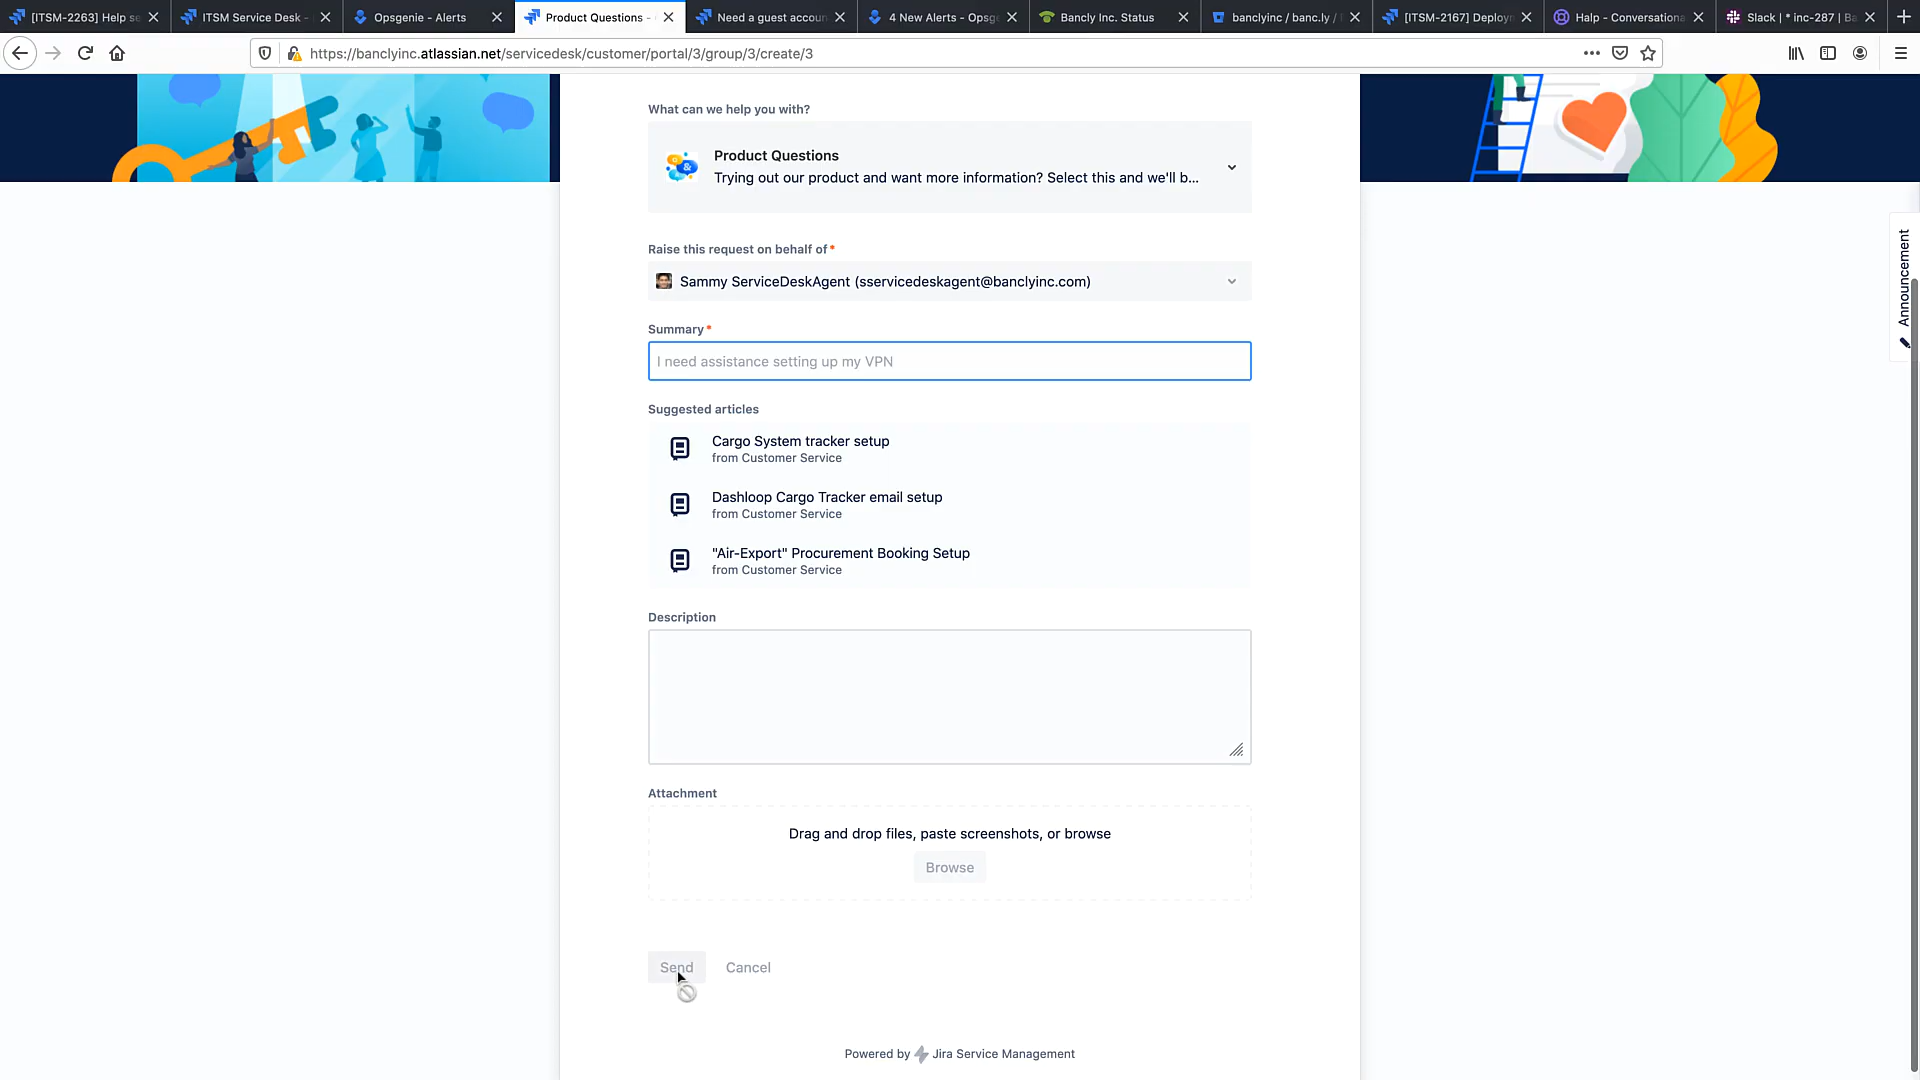 [ITSM-2263] Help se
ITSM Service Desk -
Opsgenie - Alerts
Product Questions -
Need a guest accoun
4 New Alerts - Opsge
Bancly Inc. Status
banclyinc / banc.ly /
[ITSM-2167] Deploym
Halp - Conversationa
Slack | * inc-287 | Ba
https://banclyinc.atlassian.net/servicedesk/customer/portal/3/group/3/create/3
What can we help you with?
Product Questions
Trying out our product and want more information? Select this and we'll b...
Raise this request on behalf of*
Sammy ServiceDeskAgent (sservicedeskagent@banclyinc.com)
Announcement
Summary*
I need assistance setting up my VPN
Suggested articles
Cargo System tracker setup
from Customer Service
Dashloop Cargo Tracker email setup
from Customer Service
"Air-Export" Procurement Booking Setup
from Customer Service
Description
Attachment
Drag and drop files, paste screenshots, or browse
Browse
Send
Cancel
Powered by Jira Service Management